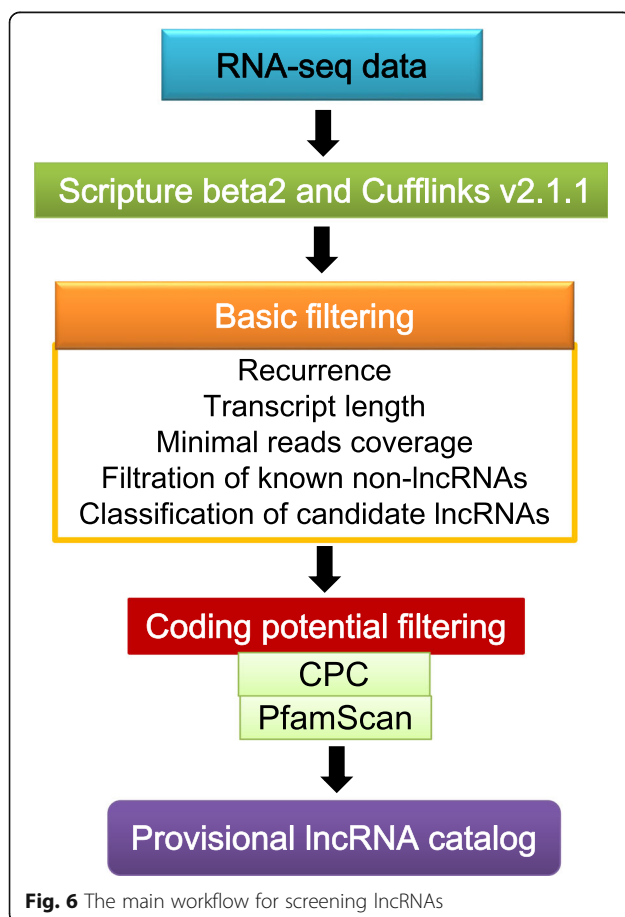 RNA-seq data
Scripture beta2 and Cufflinks v2.1.1
Basic filtering
Recurrence
Transcript length
Minimal reads coverage
Filtration of known non-lncRNAs
Classification of candidate lncRNAs
Coding potential filtering
CPC
PfamScan
Provisional lncRNA catalog
Fig. 6 The main workflow for screening lncRNAs